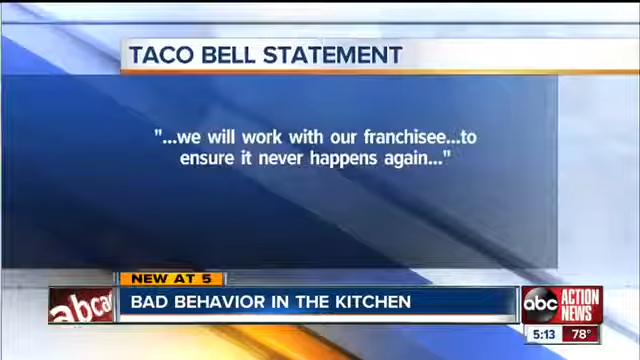 TACO BELL STATEMENT
"...we will work with our franchisee...to
ensure it never happens again..."
NEW AT 5
BAD BEHAVIOR IN THE KITCHEN
abc
abc ACTION
NEWS
5:13 78°